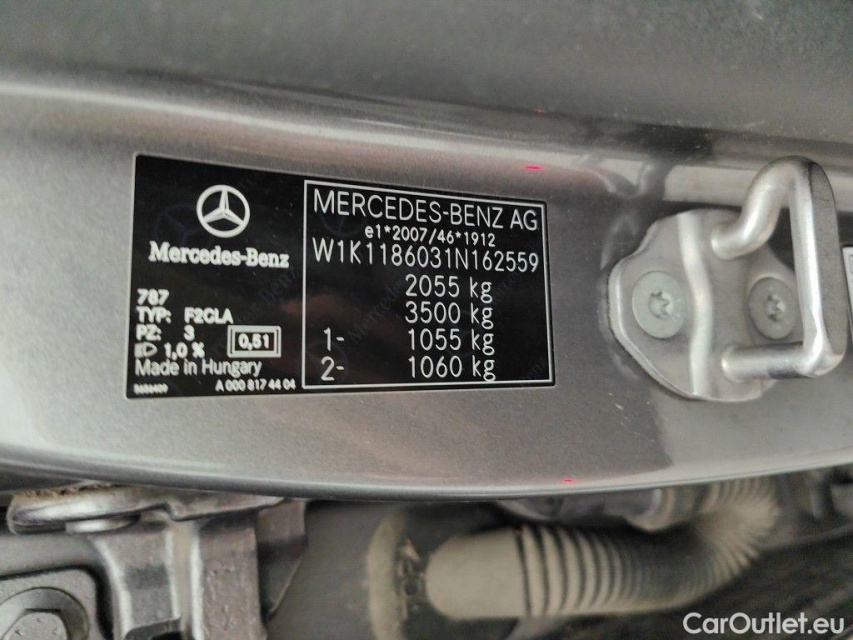 Mercedes-Benz
787
TYP: F2CLA
PZ: 3
1,0 %
0,51
Made in Hungary
A 000 817 44 04
MERCEDES-BENZ AG
e1*2007/46*1912
W1K1186031N162559
2055 kg
3500 kg
1- 1055 kg
2- 1060 kg
CarOutlet.eu